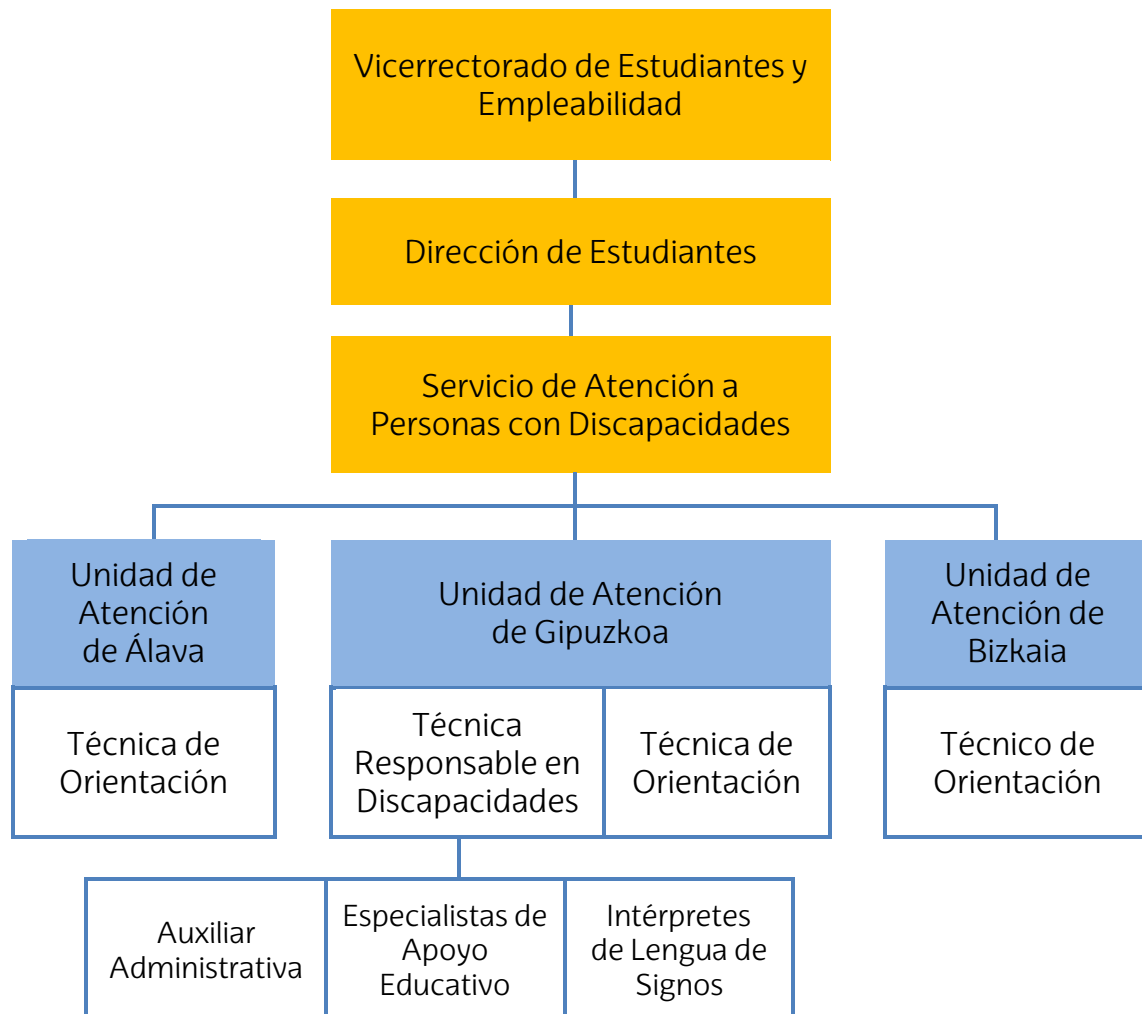 Vicerrectorado de Estudiantes y
Empleabilidad
Dirección de Estudiantes
Servicio de Atención a
Personas con Discapacidades
Unidad de
Atención
de Álava
Unidad de Atención
de Gipuzkoa
Unidad de
Atención de
Bizkaia
Técnica de
Orientación
Técnica
Responsable en
Discapacidades
Técnica de
Orientación
Técnico de
Orientación
Auxiliar
Administrativa
Especialistas de
Apoyo
Educativo
Intérpretes
de Lengua de
Signos